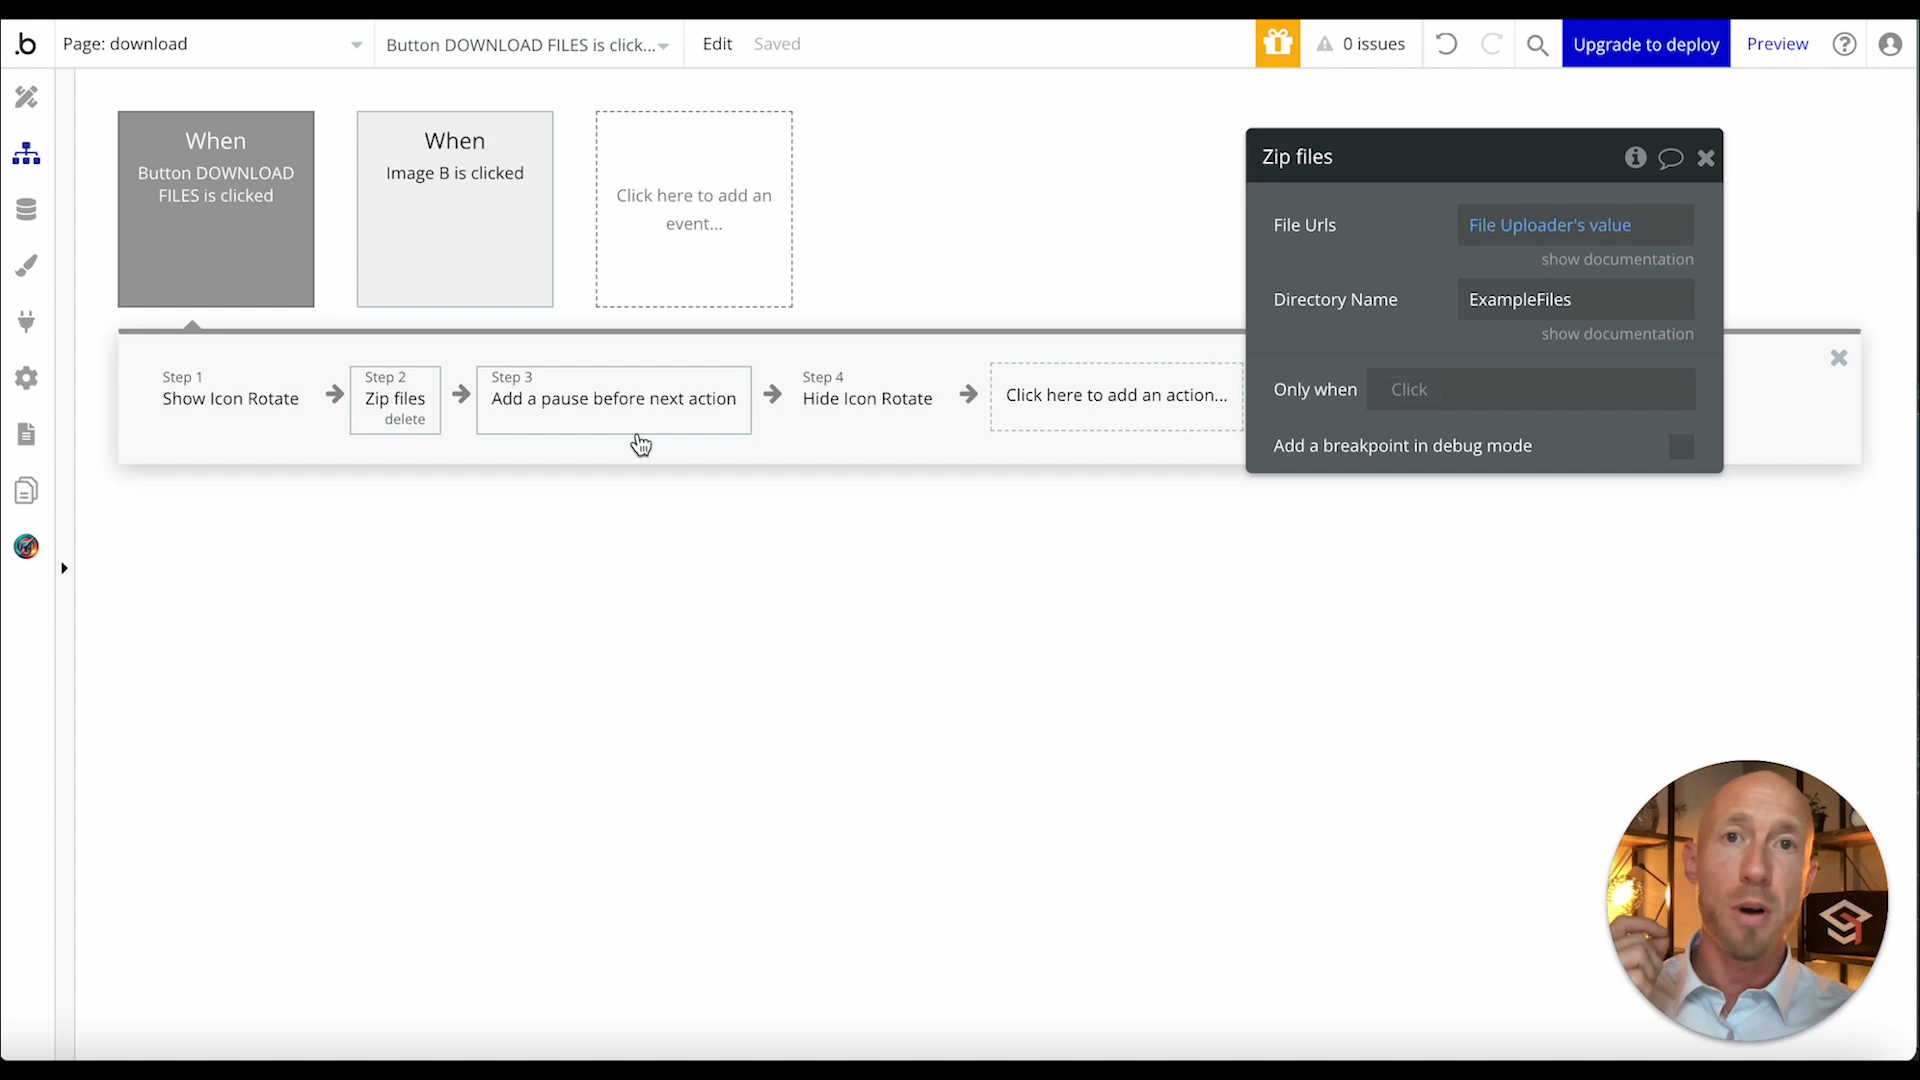 .b
Page: download
Button DOWNLOAD FILES is click...
Edit
Saved
0 issues
Upgrade to deploy
Preview
When
Button DOWNLOAD
FILES is clicked
When
Image B is clicked
Click here to add an
event...
Zip files
File Urls
File Uploader's value
show documentation
Directory Name
ExampleFiles
show documentation
Only when
Click
Add a breakpoint in debug mode
Step 1
Show Icon Rotate
Step 2
Zip files
delete
Step 3
Add a pause before next action
Step 4
Hide Icon Rotate
Click here to add an action...